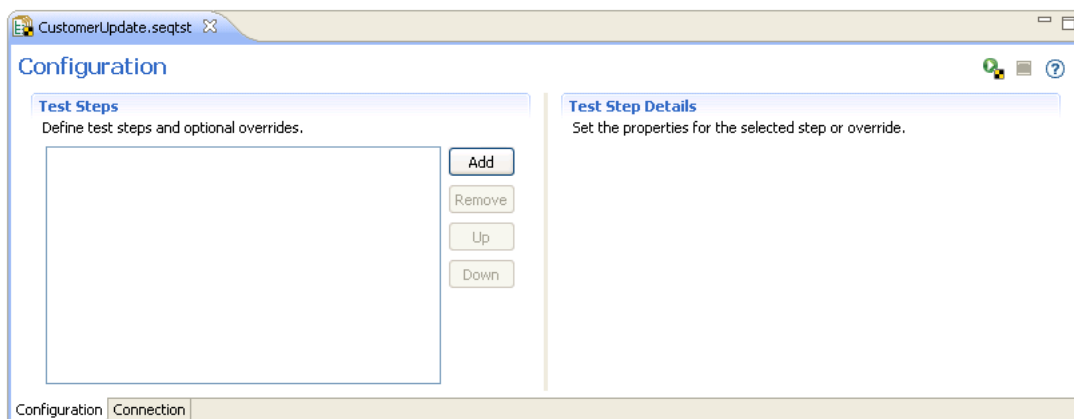 CustomerUpdate.seqtst
Configuration
Test Steps
Define test steps and optional overrides.
Add
Remove
Up
Down
Test Step Details
Set the properties for the selected step or override.
Configuration
Connection